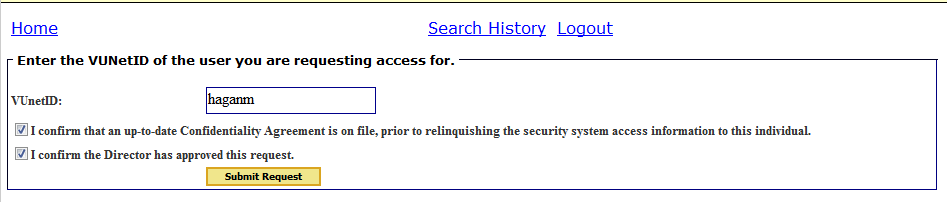 Home Search History Logout
Enter the VUNetID of the user you are requesting access for.
VUnetID: haganm
I confirm that an up-to-date Confidentiality Agreement is on file, prior to relinquishing the security system access information to this individual.
I confirm the Director has approved this request.
Submit Request